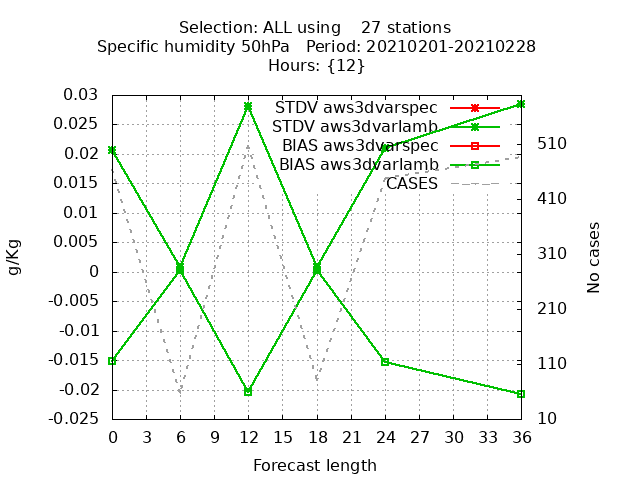 Selection: ALL using    27 stations
Specific humidity 50hPa   Period: 20210201-20210228
Hours: {12}
STDV aws3dvarspec
STDV aws3dvarlamb
BIAS aws3dvarspec
BIAS aws3dvarlamb
CASES
0.03
0.025
0.02
0.015
0.01
0.005
0
-0.005
-0.01
-0.015
-0.02
-0.025
g/Kg
510
410
310
210
110
10
No cases
0 3 6 9 12 15 18 21 24 27 30 33 36
Forecast length